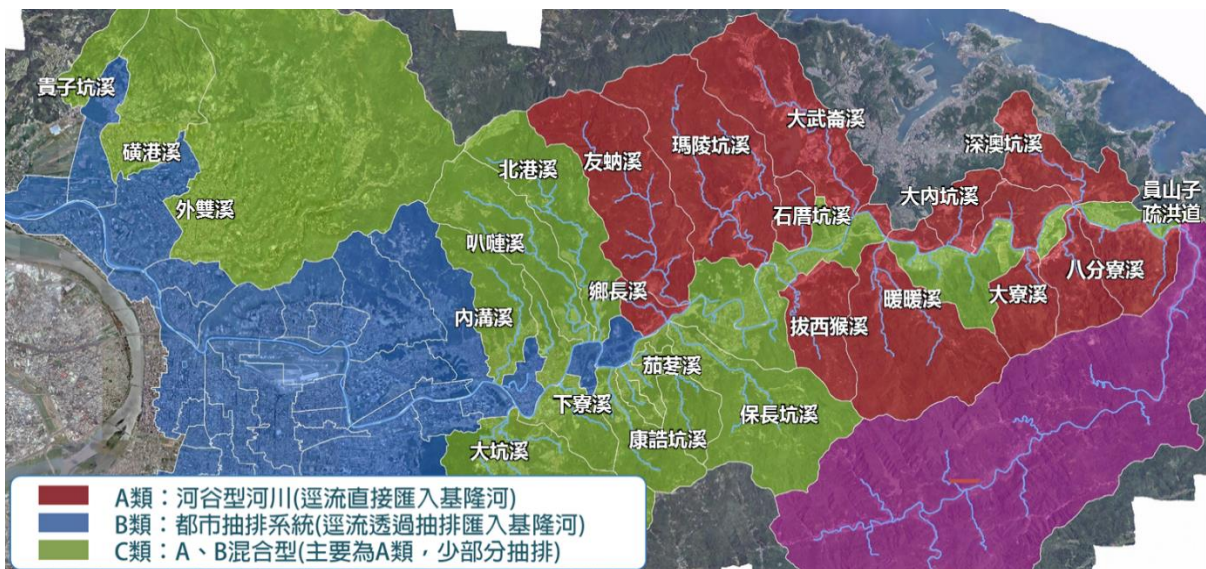 貴子坑溪
磺港溪
外雙溪
北港溪
叭嗹溪
內溝溪
友蚋溪
瑪陵坑溪
大武崙溪
石厝坑溪
鄉長溪
深澳坑溪
大內坑溪
員山子
疏洪道
八分寮溪
大寮溪
暖暖溪
拔西猴溪
茄苳溪
下寮溪
保長坑溪
康誥坑溪
大坑溪
A類：河谷型河川(逕流直接匯入基隆河)
B類：都市抽排系統(逕流透過抽排匯入基隆河)
C類：A、B混合型(主要為A類，少部分抽排)